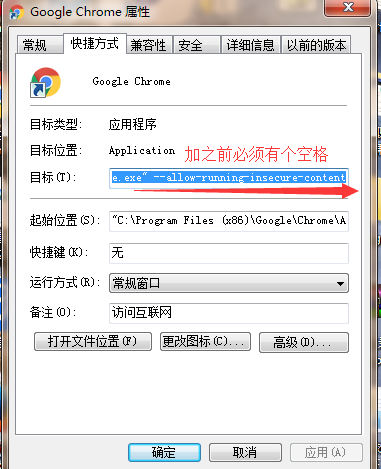 Google Chrome 属性
常规 快捷方式 兼容性 安全 详细信息 以前的版本
Google Chrome
目标类型: 应用程序
目标位置: Application
加之前必须有个空格
目标(T): e.exe" --allow-running-insecure-content
起始位置(S): "C:\Program Files (x86)\Google\Chrome\A
快捷键(K): 无
运行方式(R): 常规窗口
备注(O): 访问互联网
打开文件位置(F) 更改图标(C)... 高级(D)...
确定 取消 应用(A)